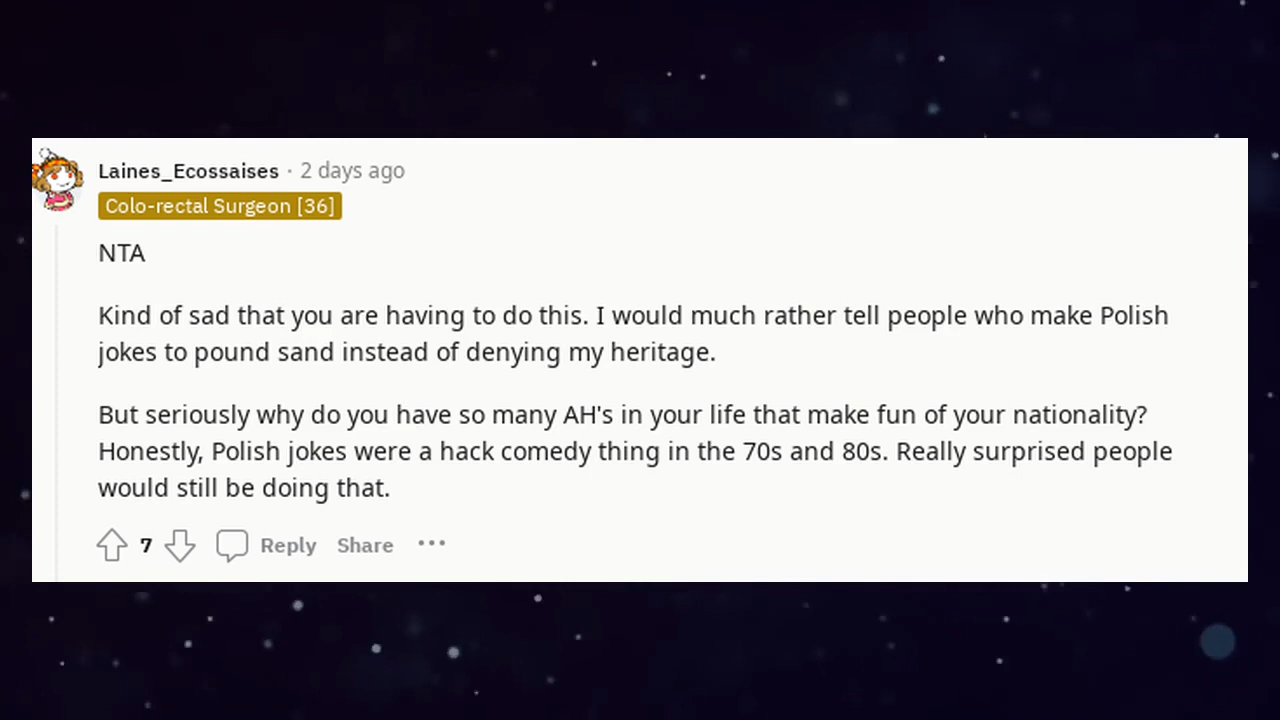 Laines_Ecossaises · 2 days ago
Colo-rectal Surgeon [36]
NTA
Kind of sad that you are having to do this. I would much rather tell people who make Polish
jokes to pound sand instead of denying my heritage.
But seriously why do you have so many AH's in your life that make fun of your nationality?
Honestly, Polish jokes were a hack comedy thing in the 70s and 80s. Really surprised people
would still be doing that.
7 Reply Share ···